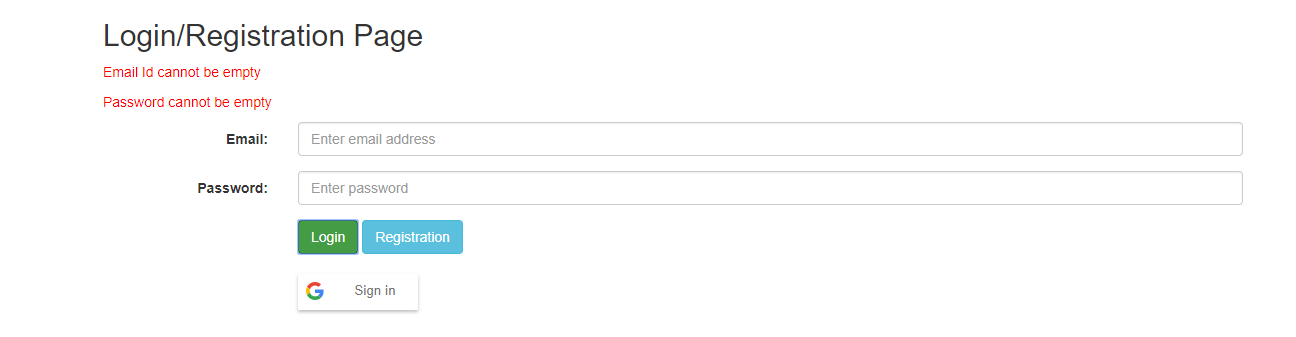 Login/Registration Page
Email Id cannot be empty
Password cannot be empty
Email: Enter email address
Password: Enter password
Login Registration
Sign in